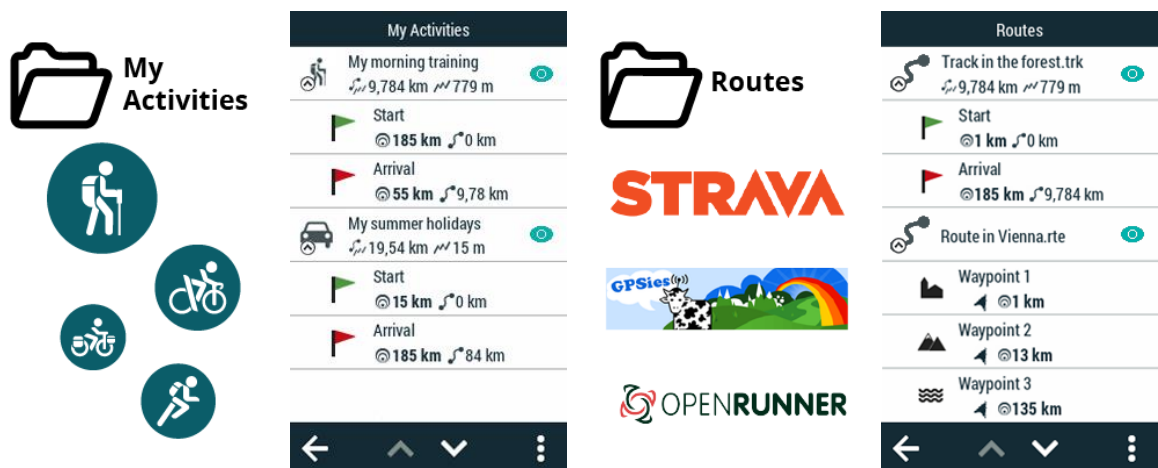 My
Activities
My Activities
My morning training
9,784 km 779 m
Start
185 km 0 km
Arrival
55 km 9,78 km
My summer holidays
19,54 km 15 m
Start
15 km 0 km
Arrival
185 km 84 km
Routes
STRAVA
GPSies
OPENRUNNER
Routes
Track in the forest.trk
9,784 km 779 m
Start
1 km 0 km
Arrival
185 km 9,784 km
Route in Vienna.rte
Waypoint 1
1 km
Waypoint 2
13 km
Waypoint 3
135 km